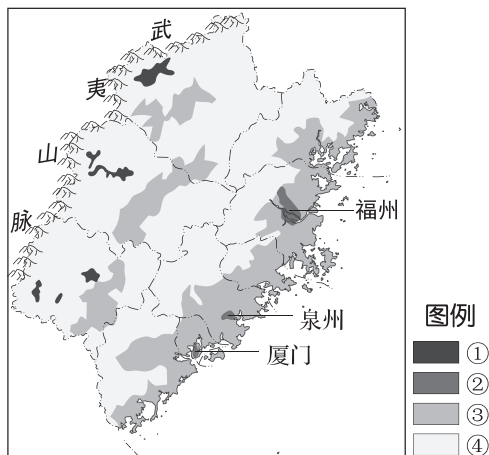 武
夷
山
脉
福州
泉州
厦门
图例
①
②
③
④